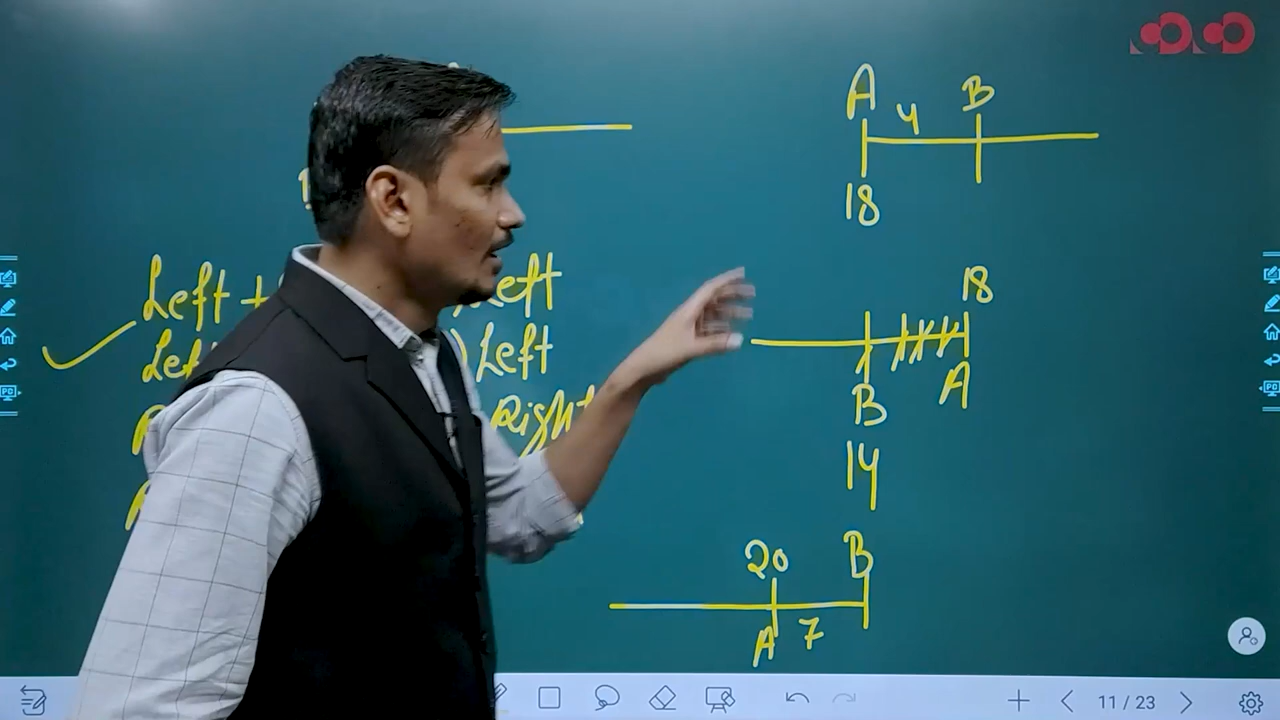 A 4 B
18
Left + Left
Left Left
Right
18
B A
14
20 B
A 7
11 / 23